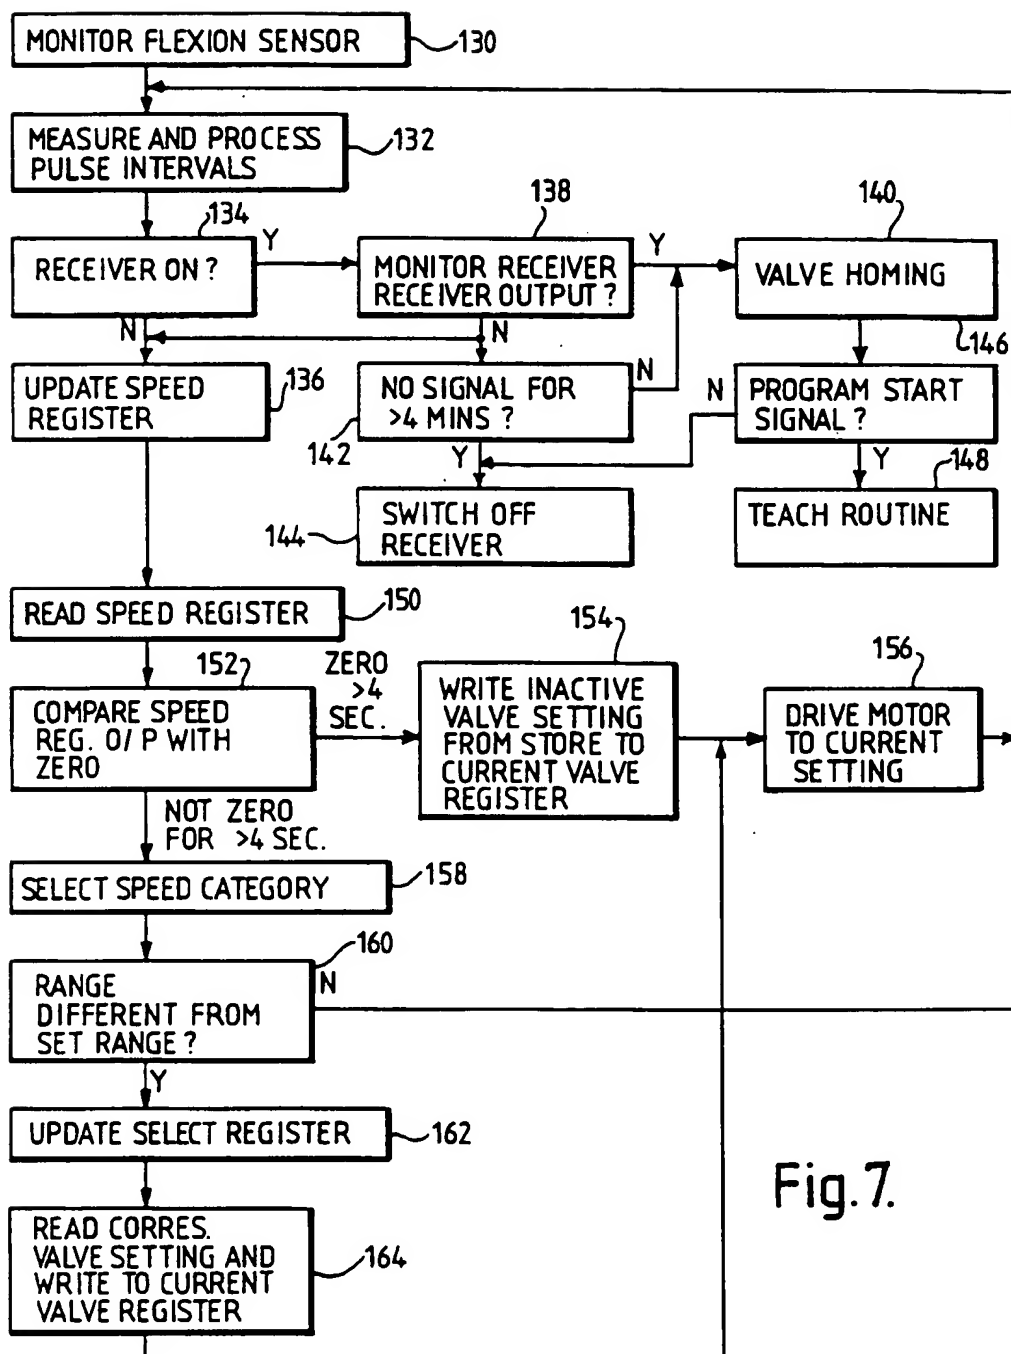 MONITOR FLEXION SENSOR
130
MEASURE AND PROCESS
PULSE INTERVALS
132
134
138
140
RECEIVER ON ?
Y
MONITOR RECEIVER
RECEIVER OUTPUT ?
Y
VALVE HOMING
N
N
146
UPDATE SPEED
REGISTER
136
NO SIGNAL FOR
>4 MINS ?
N
N
PROGRAM START
SIGNAL ?
142
Y
Y
148
144
SWITCH OFF
RECEIVER
TEACH ROUTINE
READ SPEED REGISTER
150
152
ZERO
>4
SEC.
154
156
COMPARE SPEED
REG. O/P WITH
ZERO
WRITE INACTIVE
VALVE SETTING
FROM STORE TO
CURRENT VALVE
REGISTER
DRIVE MOTOR
TO CURRENT
SETTING
NOT ZERO
FOR >4 SEC.
SELECT SPEED CATEGORY
158
160
RANGE
DIFFERENT FROM
SET RANGE ?
N
Y
UPDATE SELECT REGISTER
162
READ CORRES.
VALVE SETTING AND
WRITE TO CURRENT
VALVE REGISTER
164
Fig.7.